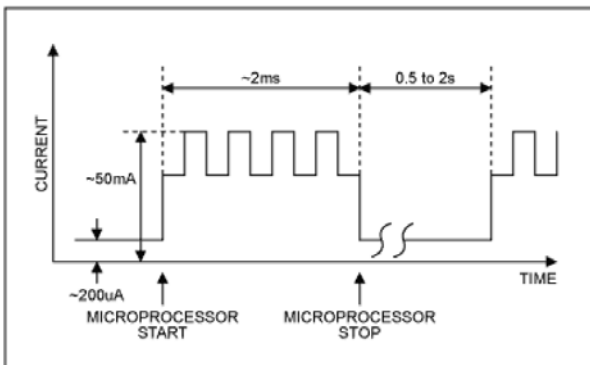 ~2ms
0.5 to 2s
CURRENT
~50mA
TIME
~200uA
MICROPROCESSOR
START
MICROPROCESSOR
STOP